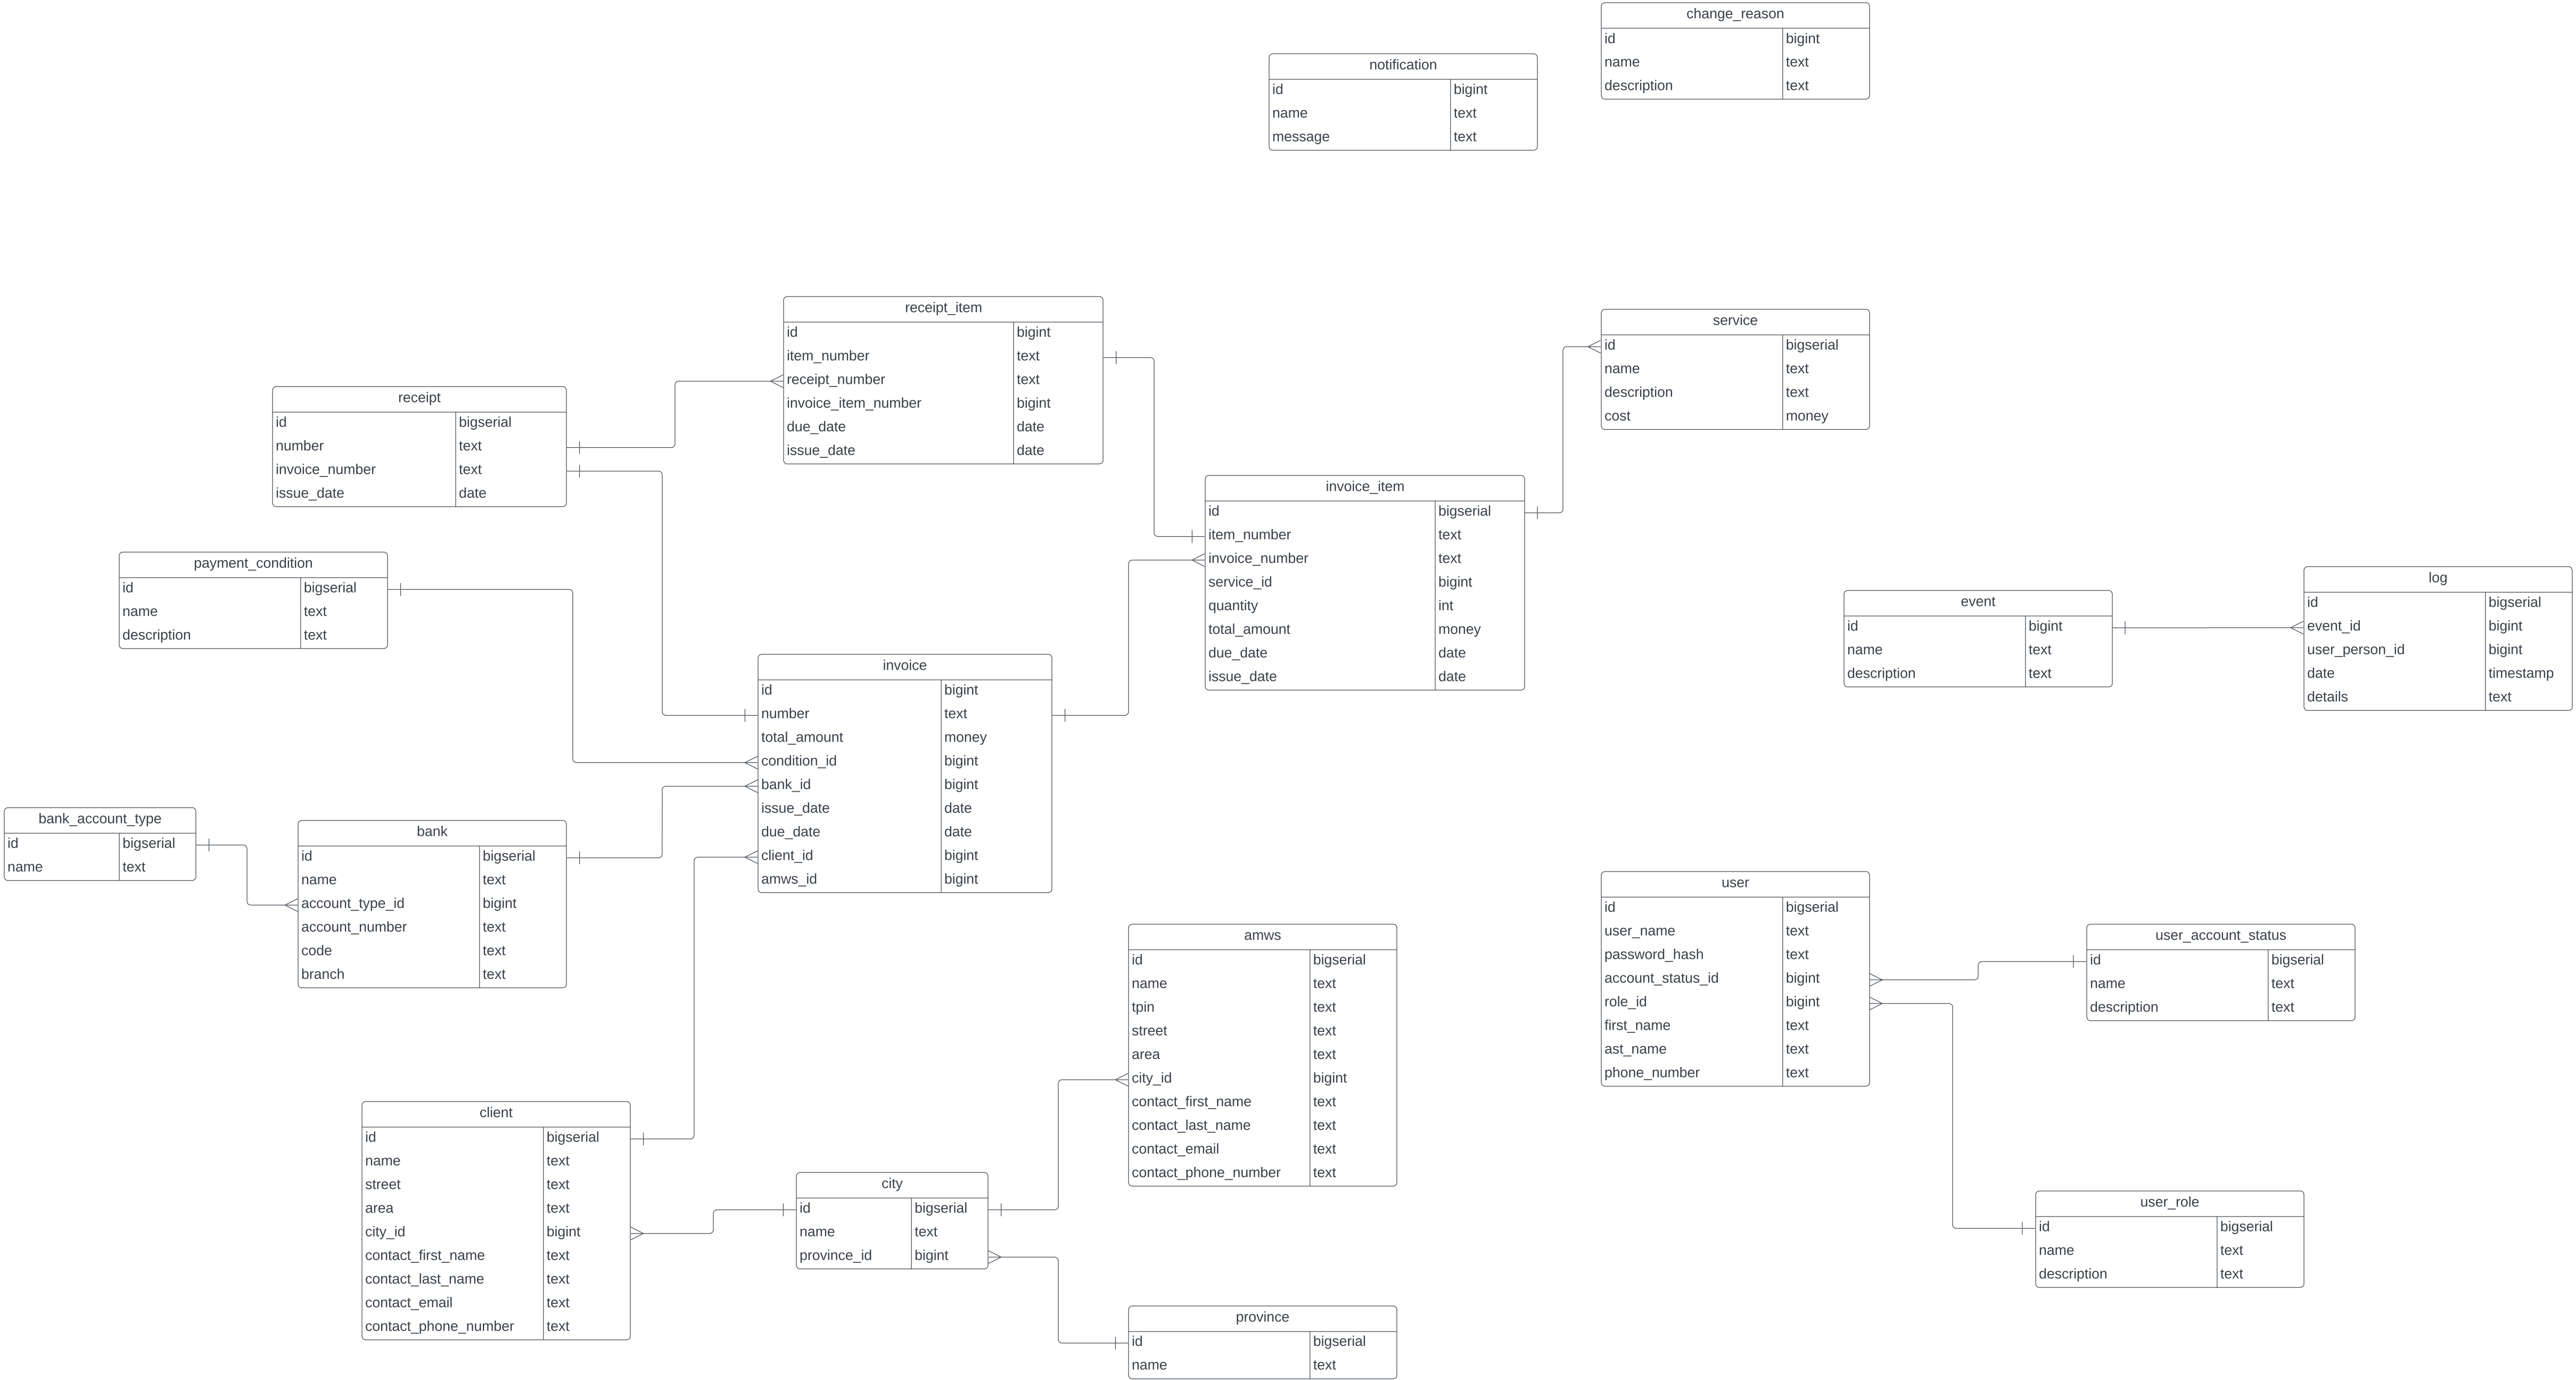 change_reason
id bigint
name text
description text
notification
id bigint
name text
message text
receipt_item
id bigint
item_number text
receipt_number text
invoice_item_number bigint
due_date date
issue_date date
service
id bigserial
name text
description text
cost money
receipt
id bigserial
number text
invoice_number text
issue_date date
invoice_item
id bigserial
item_number text
invoice_number text
service_id bigint
quantity int
total_amount money
due_date date
issue_date date
payment_condition
id bigserial
name text
description text
event
id bigint
name text
description text
log
id bigserial
event_id bigint
user_person_id bigint
date timestamp
details text
invoice
id bigint
number text
total_amount money
condition_id bigint
bank_id bigint
issue_date date
due_date date
client_id bigint
amws_id bigint
bank_account_type
id bigserial
name text
bank
id bigserial
name text
account_type_id bigint
account_number text
code text
branch text
user
id bigserial
user_name text
password_hash text
account_status_id bigint
role_id bigint
first_name text
ast_name text
phone_number text
amws
id bigserial
name text
tpin text
street text
area text
city_id bigint
contact_first_name text
contact_last_name text
contact_email text
contact_phone_number text
user_account_status
id bigserial
name text
description text
client
id bigserial
name text
street text
area text
city_id bigint
contact_first_name text
contact_last_name text
contact_email text
contact_phone_number text
city
id bigserial
name text
province_id bigint
user_role
id bigserial
name text
description text
province
id bigserial
name text